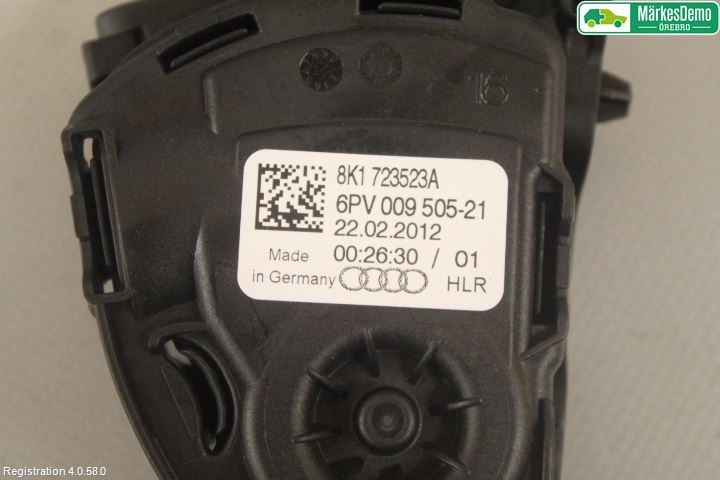 MärkesDemo
ÖREBRO
16
8K1 723523A
6PV 009 505-21
22.02.2012
Made 00:26:30 / 01
in Germany HLR
Registration 4.0.58.0